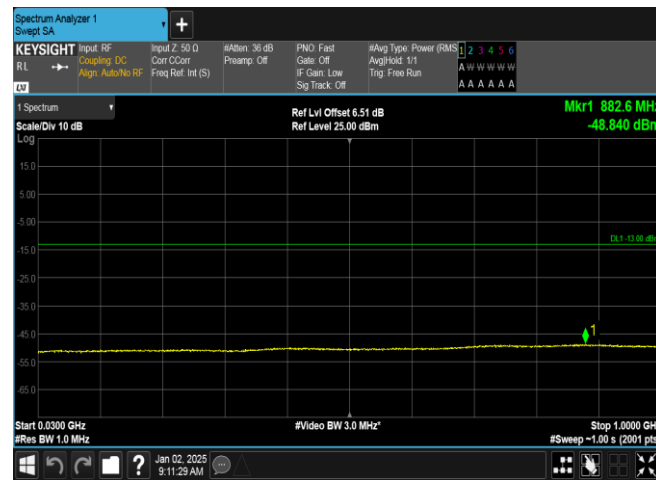 Spectrum Analyzer 1
Swept SA
+
KEYSIGHT Input: RF Input Z: 50 Ω #Atten: 36 dB PNO: Fast #Avg Type: Power (RMS 1 2 3 4 5 6
RL Coupling: DC Corr CCorr Preamp: Off Gate: Off Avg|Hold: 1/1 A W W W W W
Align: Auto/No RF Freq Ref: Int (S) IF Gain: Low Trig: Free Run
LXI Sig Track: Off A A A A A A
1 Spectrum Ref Lvl Offset 6.51 dB Mkr1 882.6 MHz
Scale/Div 10 dB Ref Level 25.00 dBm -48.840 dBm
Log
15.0
5.00
-5.00
DL1 -13.00 dBm
-15.0
-25.0
-35.0
-45.0
1
-55.0
-65.0
Start 0.0300 GHz #Video BW 3.0 MHz* Stop 1.0000 GH
#Res BW 1.0 MHz #Sweep ~1.00 s (2001 pts
? Jan 02, 2025
9:11:29 AM